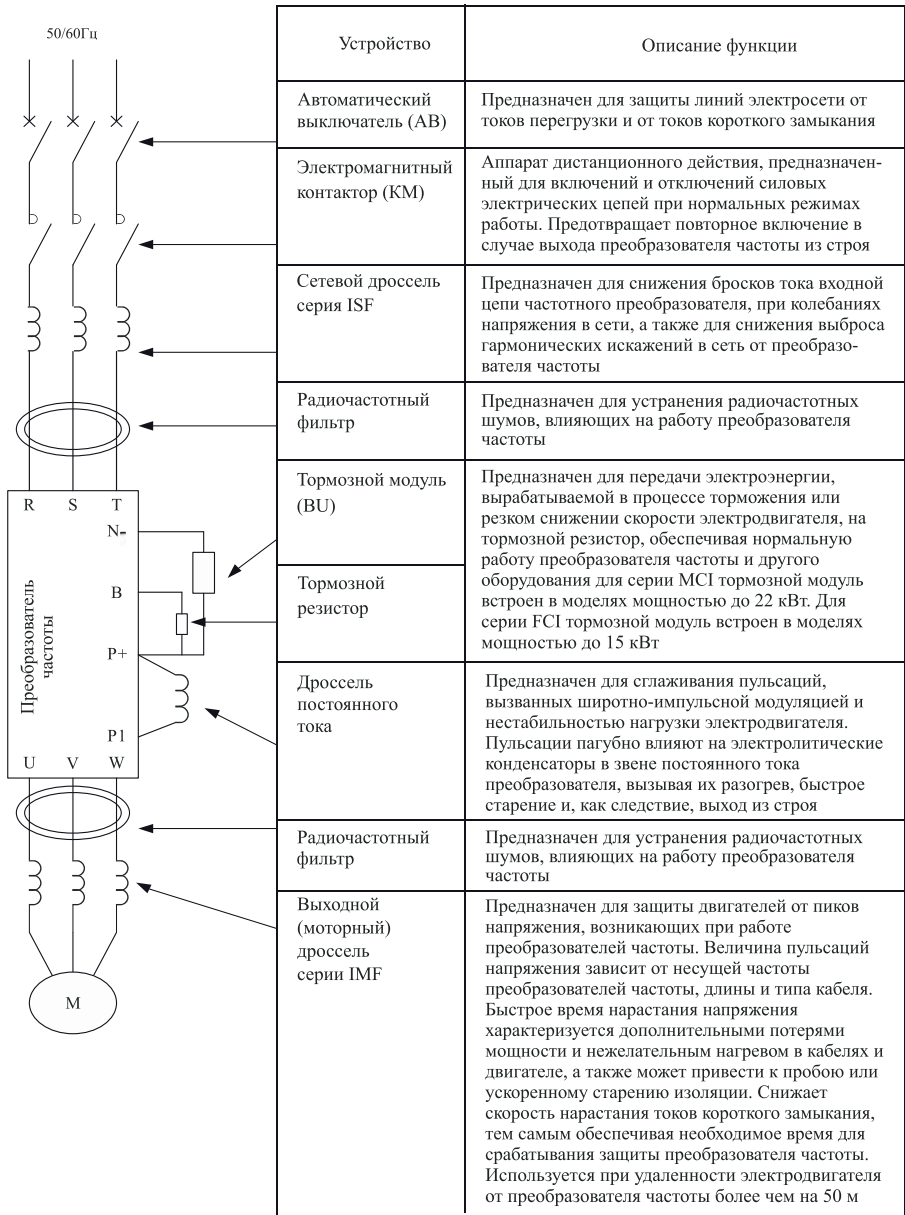 50/60Гц
R S T
N-
B
P+
P1
Преобразователь
частоты
U V W
M
Устройство
Описание функции
Автоматический
выключатель (АВ)
Предназначен для защиты линий электросети от
токов перегрузки и от токов короткого замыкания
Электромагнитный
контактор (КМ)
Аппарат дистанционного действия, предназначен-
ный для включений и отключений силовых
электрических цепей при нормальных режимах
работы. Предотвращает повторное включение в
случае выхода преобразователя частоты из строя
Сетевой дроссель
серия ISF
Предназначен для снижения бросков тока входной
цепи частотного преобразователя, при колебаниях
напряжения в сети, а также для снижения выброса
гармонических искажений в сеть от преобразо-
вателя частоты
Радиочастотный
фильтр
Предназначен для устранения радиочастотных
шумов, влияющих на работу преобразователя
частоты
Тормозной модуль
(BU)
Тормозной
резистор
Предназначен для передачи электроэнергии,
вырабатываемой в процессе торможения или
резком снижении скорости электродвигателя, на
тормозной резистор, обеспечивая нормальную
работу преобразователя частоты и другого
оборудования для серии MCI тормозной модуль
встроен в моделях мощностью до 22 кВт. Для
серии FCI тормозной модуль встроен в моделях
мощностью до 15 кВт
Дроссель
постоянного
тока
Предназначен для сглаживания пульсаций,
вызванных широтно-импульсной модуляцией и
нестабильностью нагрузки электродвигателя.
Пульсации пагубно влияют на электролитические
конденсаторы в звене постоянного тока
преобразователя, вызывая их разогрев, быстрое
старение и, как следствие, выход из строя
Радиочастотный
фильтр
Предназначен для устранения радиочастотных
шумов, влияющих на работу преобразователя
частоты
Выходной
(моторный)
дроссель
серии IMF
Предназначен для защиты двигателей от пиков
напряжения, возникающих при работе
преобразователей частоты. Величина пульсаций
напряжения зависит от несущей частоты
преобразователей частоты, длины и типа кабеля.
Быстрое время нарастания напряжения
характеризуется дополнительными потерями
мощности и нежелательным нагревом в кабелях и
двигателе, а также может привести к пробою или
ускоренному старению изоляции. Снижает
скорость нарастания токов короткого замыкания,
тем самым обеспечивая необходимое время для
срабатывания защиты преобразователя частоты.
Используется при удаленности электродвигателя
от преобразователя частоты более чем на 50 м